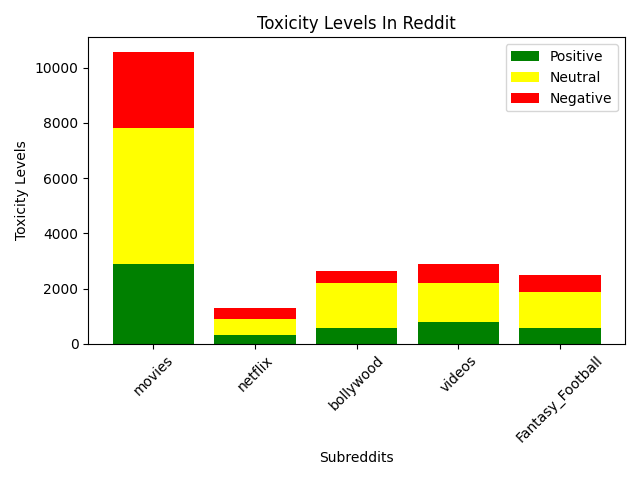 Toxicity Levels In Reddit
Positive
Neutral
Negative
Toxicity Levels
10000
8000
6000
4000
2000
0
movies
netflix
bollywood
videos
Fantasy_Football
Subreddits